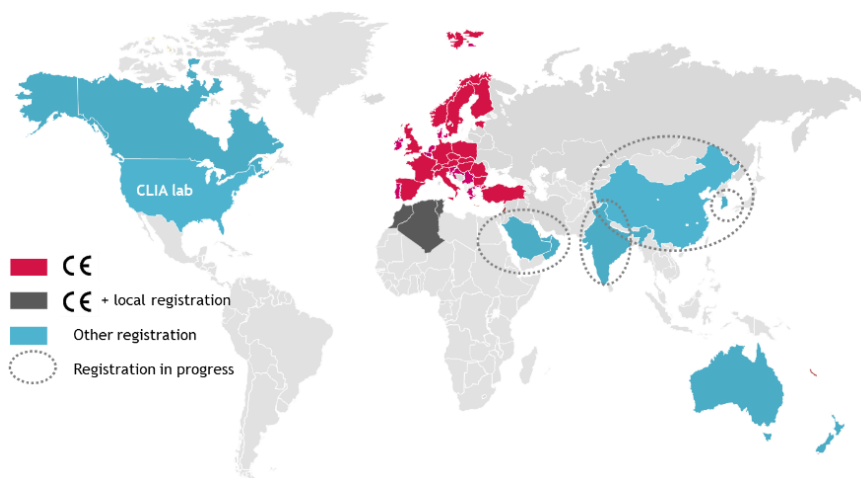 CLIA lab
CE
CE + local registration
Other registration
Registration in progress